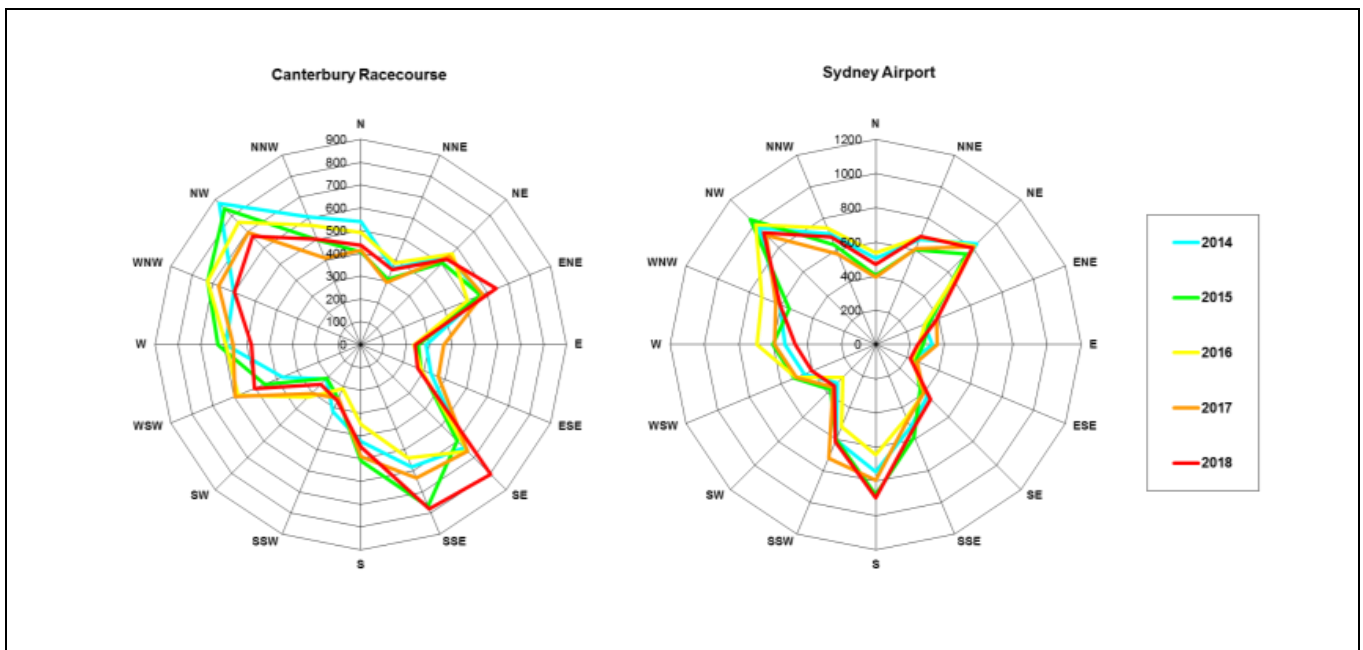 Canterbury Racecourse
N
NNE
NE
ENE
E
ESE
SE
SSE
S
SSW
SW
WSW
W
WNW
NW
NNW
900
800
700
600
500
400
300
200
100
0
Sydney Airport
N
NNE
NE
ENE
E
ESE
SE
SSE
S
SSW
SW
WSW
W
WNW
NW
NNW
1200
1000
800
600
400
200
0
2014
2015
2016
2017
2018